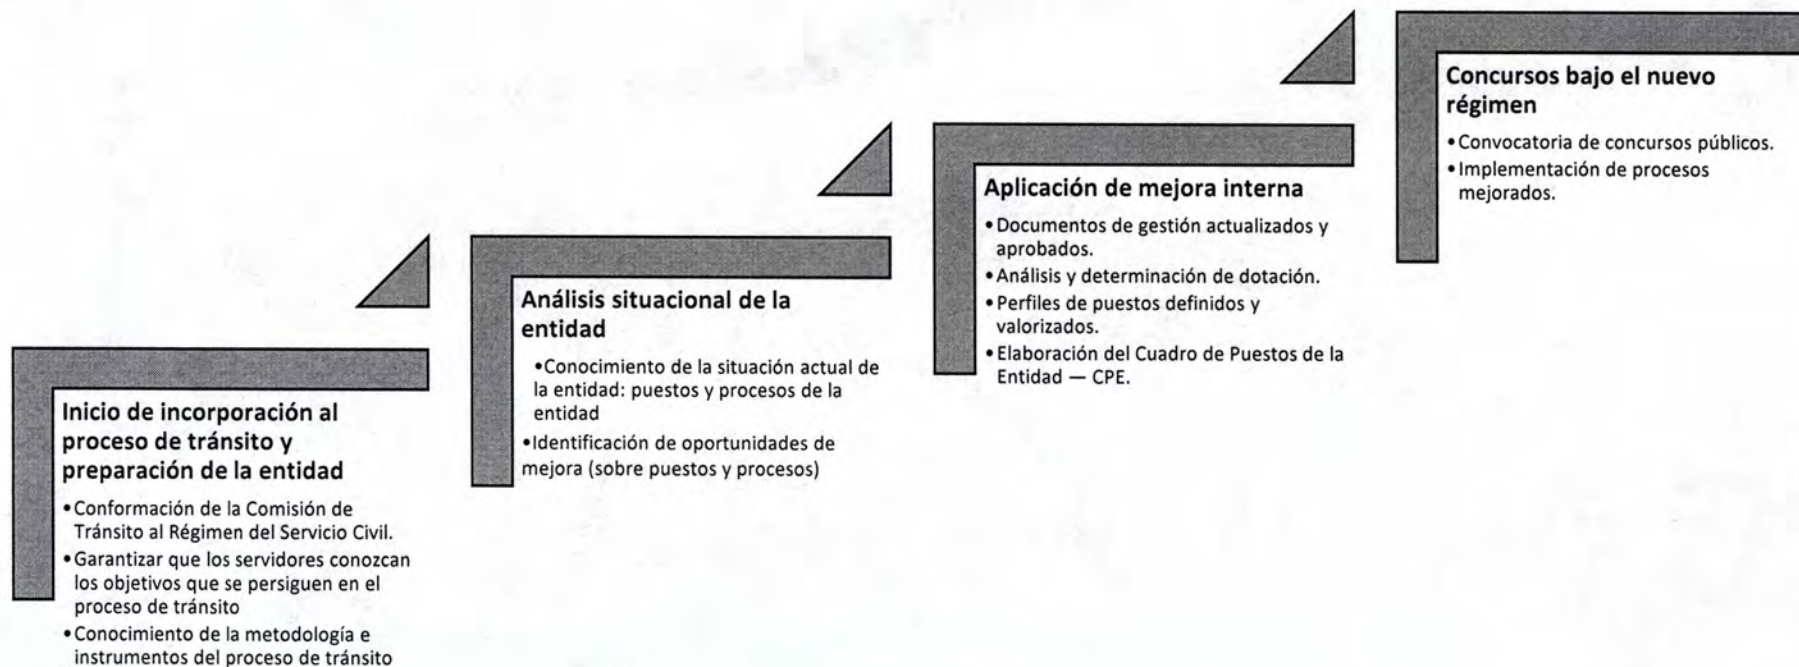 Inicio de incorporación al
proceso de tránsito y
preparación de la entidad
•Conformación de la Comisión de
Tránsito al Régimen del Servicio Civil.
•Garantizar que los servidores conozcan
los objetivos que se persiguen en el
proceso de tránsito
•Conocimiento de la metodología e
instrumentos del proceso de tránsito
Análisis situacional de la
entidad
•Conocimiento de la situación actual de
la entidad: puestos y procesos de la
entidad
•Identificación de oportunidades de
mejora (sobre puestos y procesos)
Aplicación de mejora interna
•Documentos de gestión actualizados y
aprobados.
•Análisis y determinación de dotación.
•Perfiles de puestos definidos y
valorizados.
•Elaboración del Cuadro de Puestos de la
Entidad — CPE.
Concursos bajo el nuevo
régimen
•Convocatoria de concursos públicos.
•Implementación de procesos
mejorados.